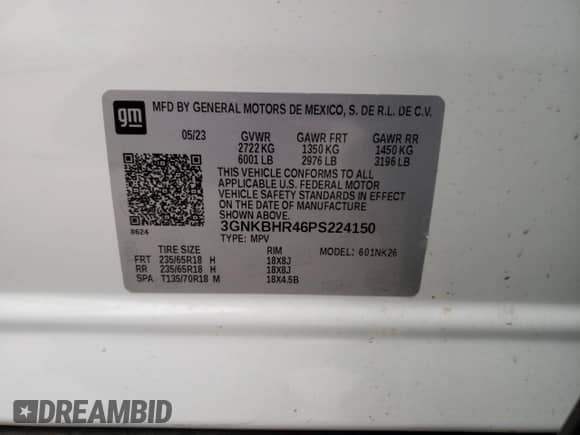 gm
MFD BY GENERAL MOTORS DE MEXICO, S. DE R.L. DE C.V.
05/23 GVWR GAWR FRT GAWR RR
2722 KG 1350 KG 1450 KG
6001 LB 2976 LB 3196 LB
THIS VEHICLE CONFORMS TO ALL
APPLICABLE U.S. FEDERAL MOTOR
VEHICLE SAFETY STANDARDS IN EFFECT
ON THE DATE OF MANUFACTURE
SHOWN ABOVE.
8624 3GNKBHR46PS224150
TYPE: MPV MODEL: 601NK26
TIRE SIZE RIM
FRT 235/65R18 H 18X8J
RR 235/65R18 H 18X8J
SPA T135/70R18 M 18X4.5B
DREAMBID